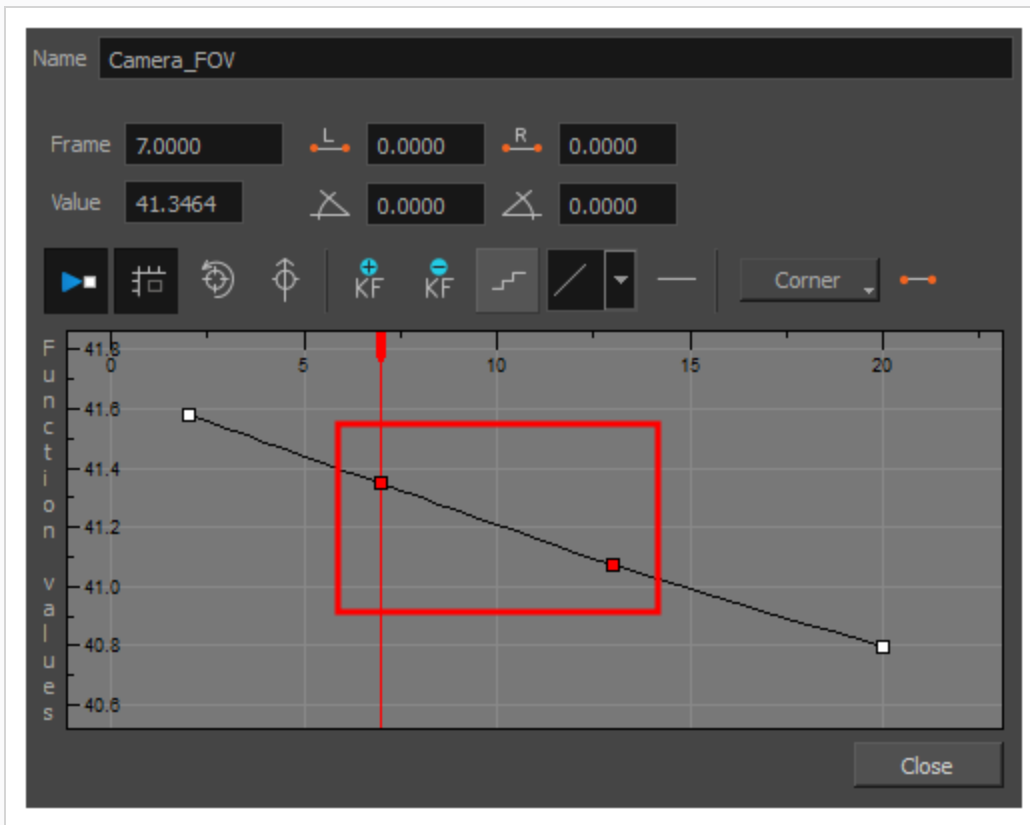 Name Camera_FOV
Frame 7.0000 L 0.0000 R 0.0000
Value 41.3464 0.0000 0.0000
KF KF Corner
Function values
41.8
0 5 10 15 20
41.6
41.4
41.2
41.0
40.8
40.6
Close